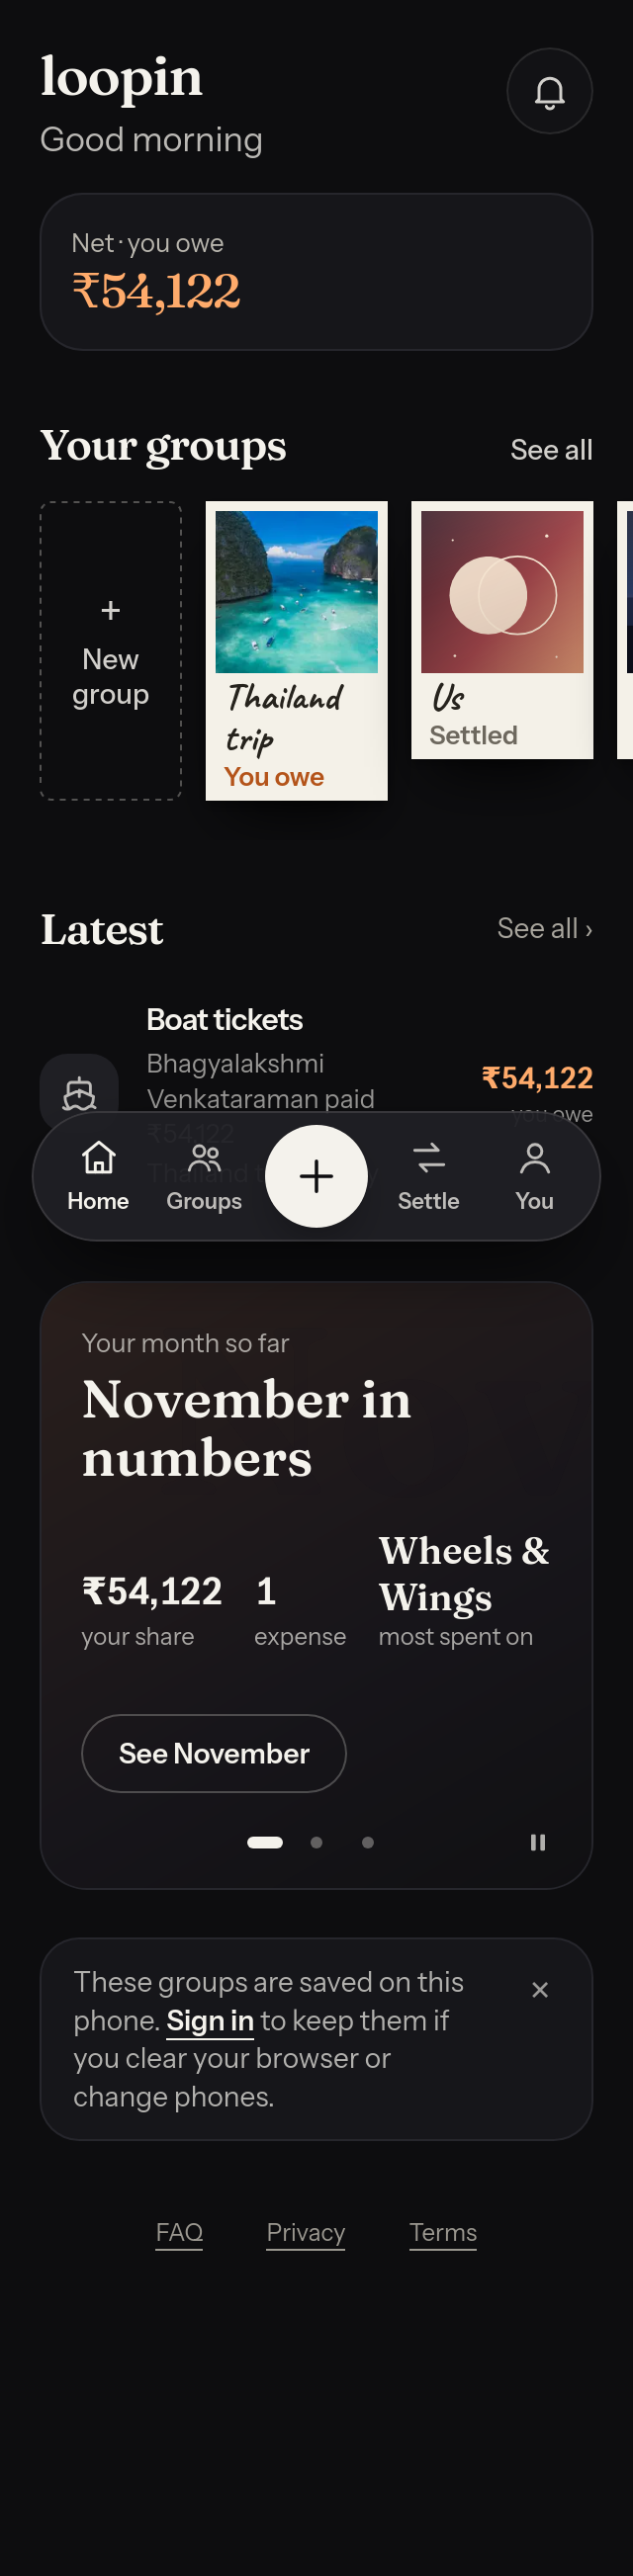 loopin
Good morning
Net · you owe
₹54,122
Your groups
See all
+
New
group
Thailand
trip
You owe
Us
Settled
Latest
See all ›
Boat tickets
Bhagyalakshmi
Venkataraman paid
₹54,122
₹54,122
you owe
Home
Groups
Settle
You
Your month so far
November in
numbers
₹54,122
your share
1
expense
Wheels &
Wings
most spent on
See November
These groups are saved on this
phone. Sign in to keep them if
you clear your browser or
change phones.
FAQ
Privacy
Terms